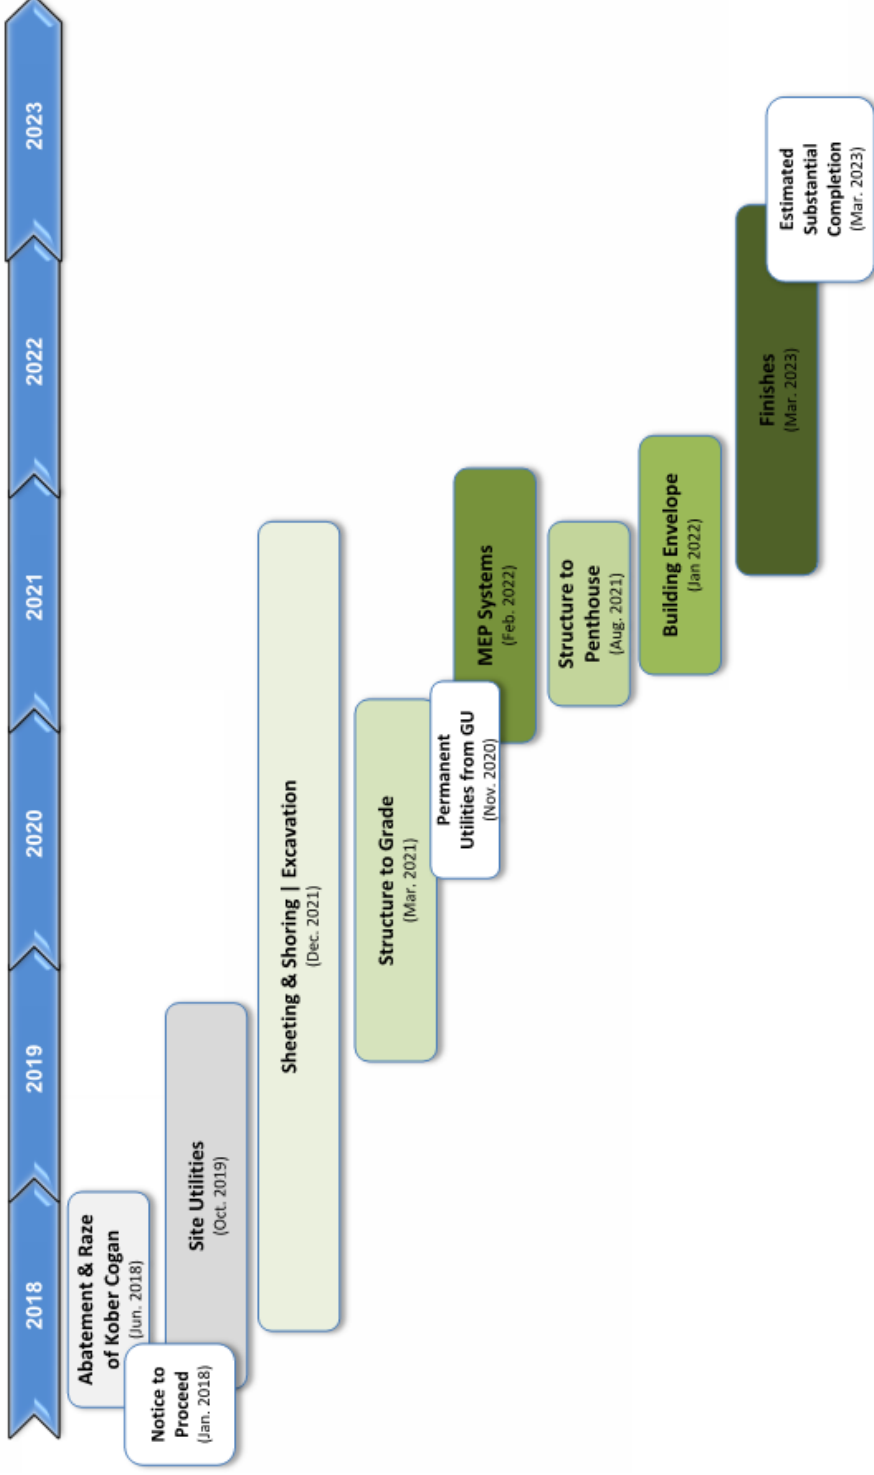 2018
2019
2020
2021
2022
2023
Abatement & Raze
of Kober Cogan
(Jun. 2018)
Notice to
Proceed
(Jan. 2018)
Site Utilities
(Oct. 2019)
Sheeting & Shoring | Excavation
(Dec. 2021)
Structure to Grade
(Mar. 2021)
Permanent
Utilities from GU
(Nov. 2020)
MEP Systems
(Feb. 2022)
Structure to
Penthouse
(Aug. 2021)
Building Envelope
(Jan 2022)
Finishes
(Mar. 2023)
Estimated
Substantial
Completion
(Mar. 2023)